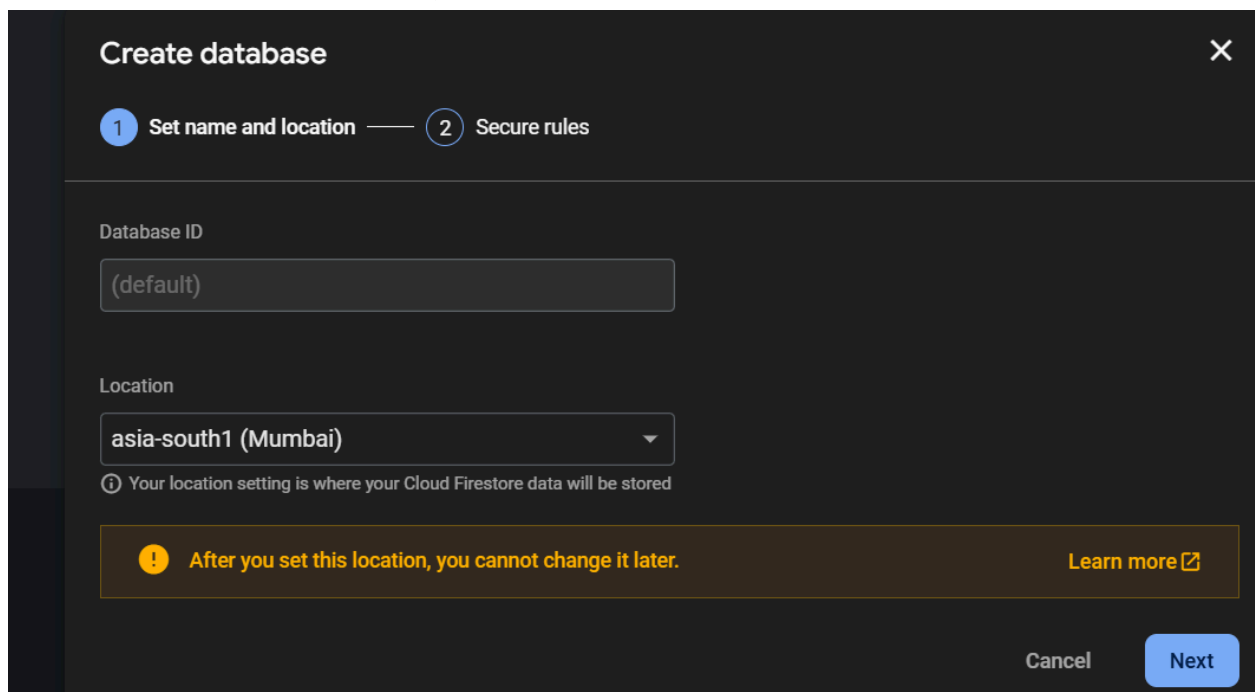 Create database
1 Set name and location 2 Secure rules
Database ID
(default)
Location
asia-south1 (Mumbai)
Your location setting is where your Cloud Firestore data will be stored
After you set this location, you cannot change it later. Learn more
Cancel Next